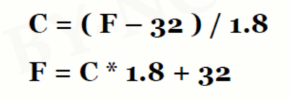 C = ( F – 32 ) / 1.8
F = C * 1.8 + 32